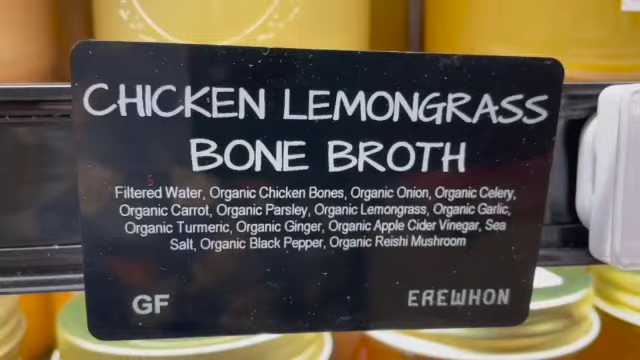 CHICKEN LEMONGRASS
BONE BROTH
Filtered Water, Organic Chicken Bones, Organic Onion, Organic Celery,
Organic Carrot, Organic Parsley, Organic Lemongrass, Organic Garlic,
Organic Turmeric, Organic Ginger, Organic Apple Cider Vinegar, Sea
Salt, Organic Black Pepper, Organic Reishi Mushroom
GF
EREWHON